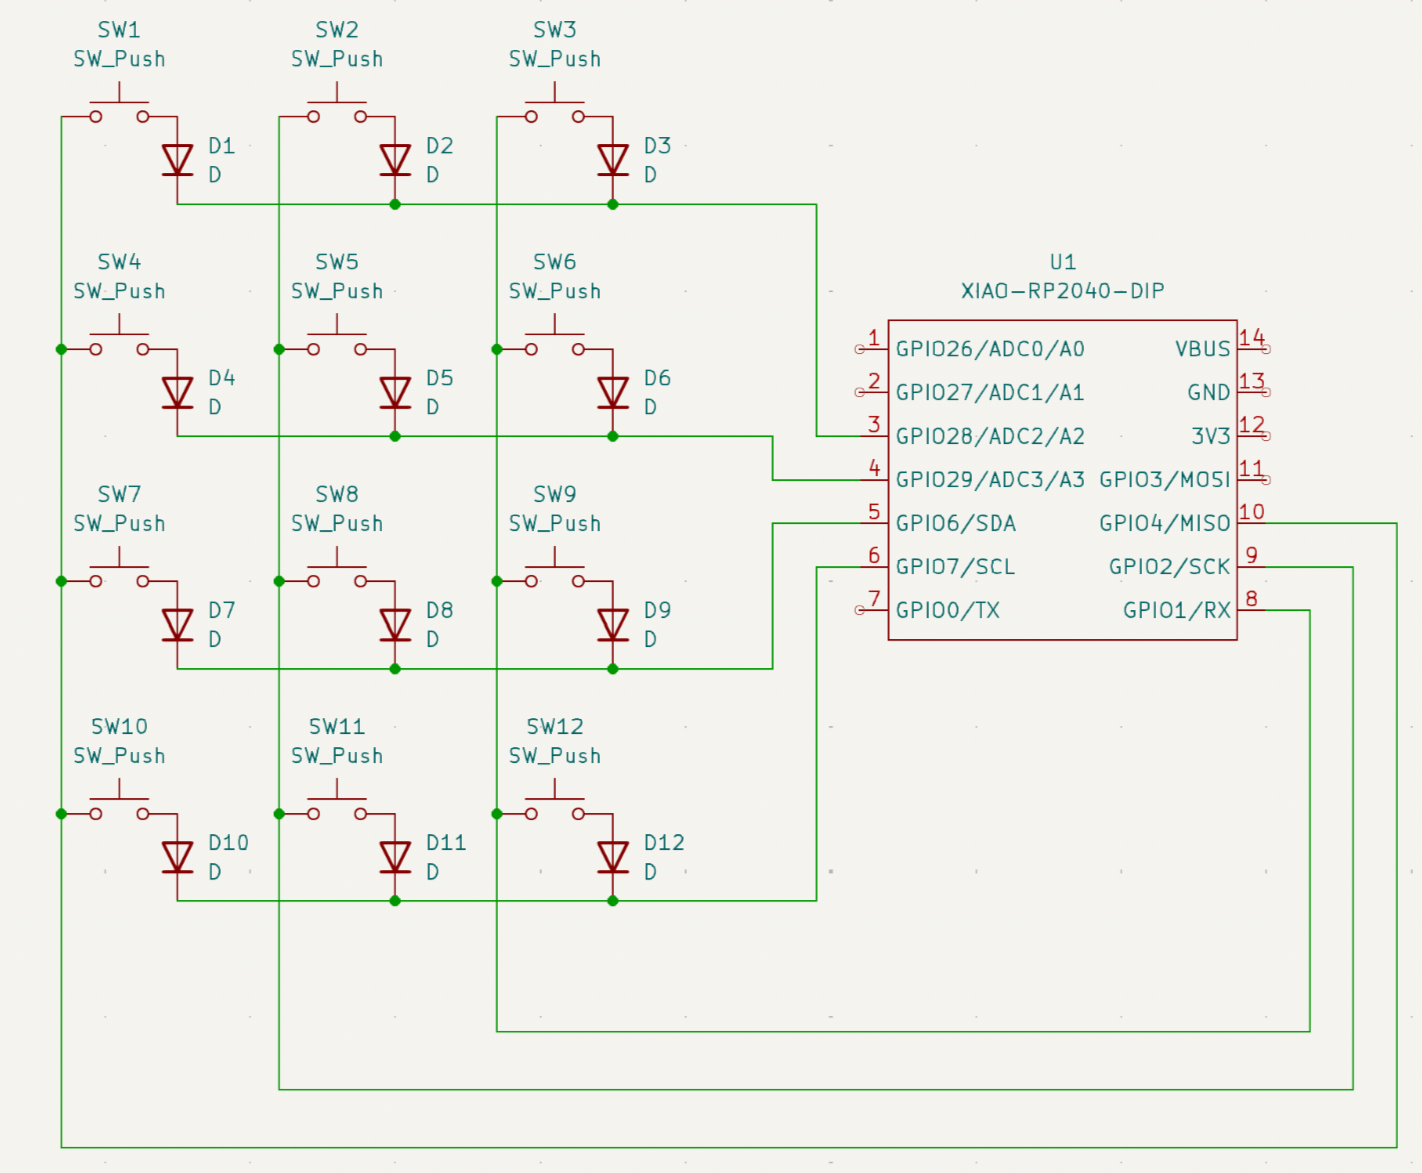 SW1
SW_Push
SW2
SW_Push
SW3
SW_Push
D1
D
D2
D
D3
D
SW4
SW_Push
SW5
SW_Push
SW6
SW_Push
D4
D
D5
D
D6
D
SW7
SW_Push
SW8
SW_Push
SW9
SW_Push
D7
D
D8
D
D9
D
SW10
SW_Push
SW11
SW_Push
SW12
SW_Push
D10
D
D11
D
D12
D
U1
XIAO-RP2040-DIP
1 GPIO26/ADC0/A0 VBUS 14
2 GPIO27/ADC1/A1 GND 13
3 GPIO28/ADC2/A2 3V3 12
4 GPIO29/ADC3/A3 GPIO3/MOSI 11
5 GPIO6/SDA GPIO4/MISO 10
6 GPIO7/SCL GPIO2/SCK 9
7 GPIO0/TX GPIO1/RX 8